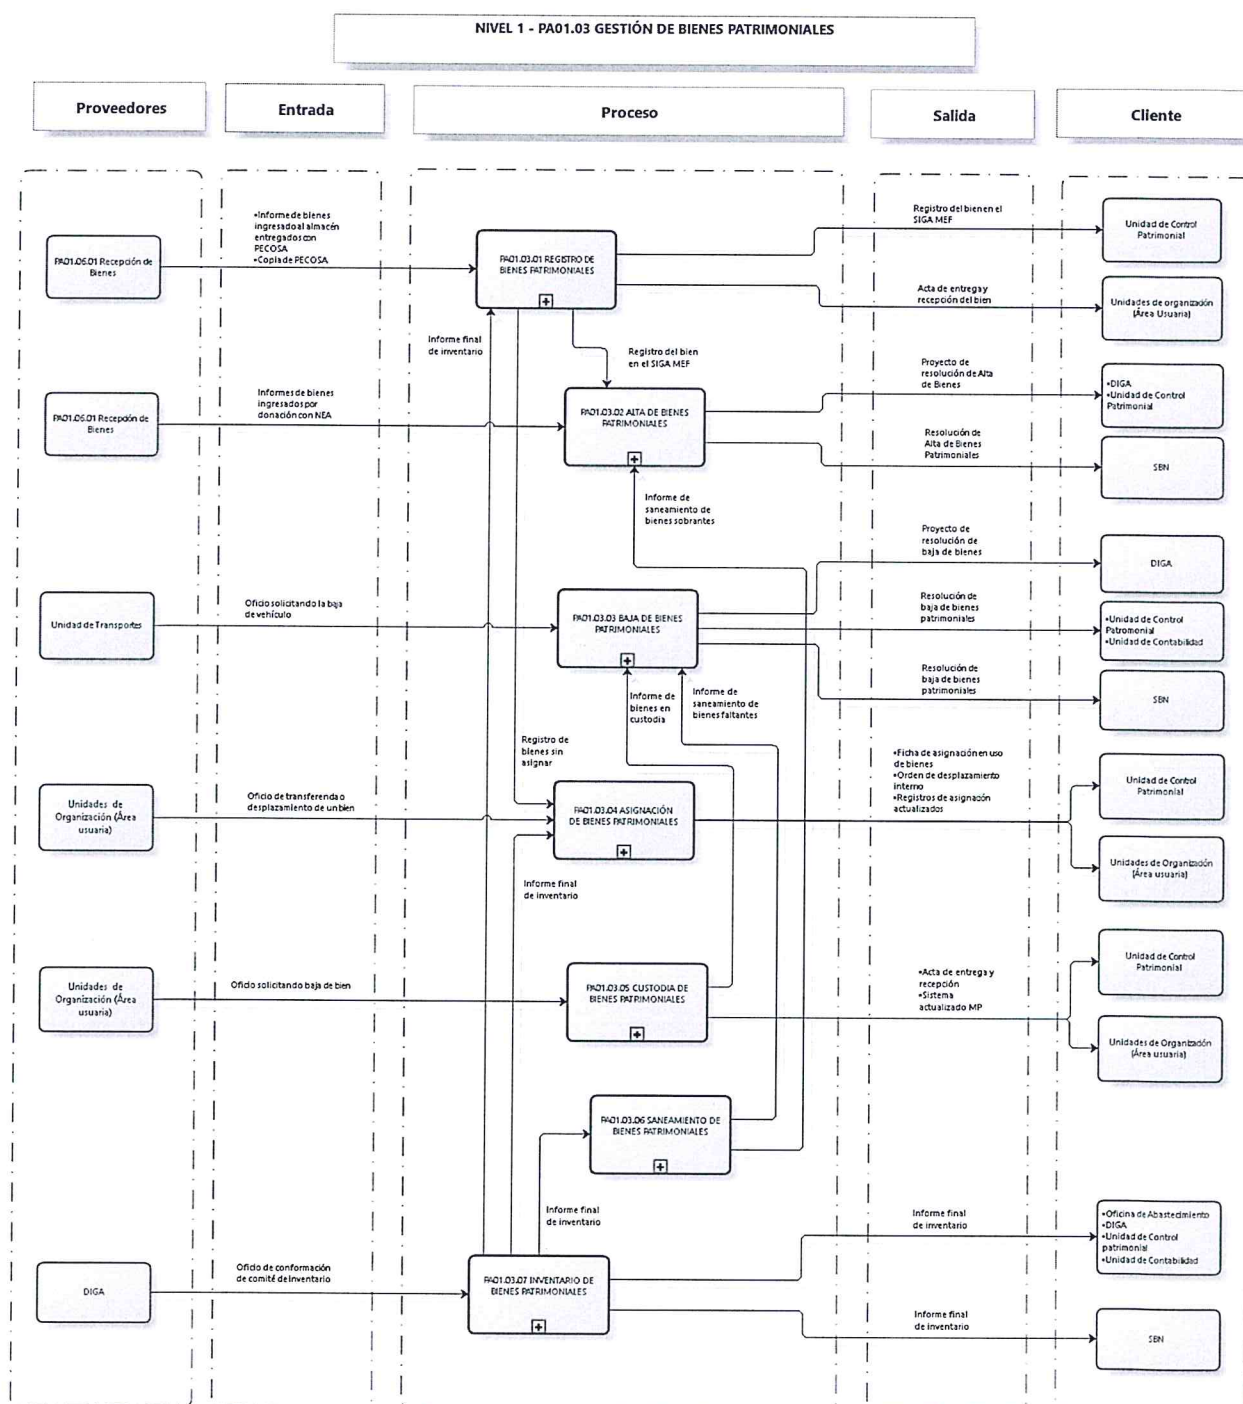 NIVEL 1 - PA01.03 GESTIÓN DE BIENES PATRIMONIALES
Proveedores
Entrada
Proceso
Salida
Cliente
PA01.06.01 Recepción de
Bienes
•Informe de bienes
ingresado al almacén
entregados con
PECOSA
•Copia de PECOSA
PA01.03.01 REGISTRO DE
BIENES PATRIMONIALES
Registro del bien en el
SIGA MEF
Unidad de Control
Patrimonial
Acta de entrega y
recepción del bien
Unidades de organización
(Área Usuaria)
Informe final
de inventario
Registro del bien
en el SIGA MEF
PA01.06.01 Recepción de
Bienes
Informes de bienes
ingresados por
donación con NEA
PA01.03.02 ALTA DE BIENES
PATRIMONIALES
Proyecto de
resolución de Alta
de Bienes
•DIGA
•Unidad de Control
Patrimonial
Resolución de
Alta de Bienes
Patrimoniales
SBN
Informe de
saneamiento de
bienes sobrantes
Unidad de Transportes
Oficio solicitando la baja
de vehículo
PA01.03.03 BAJA DE BIENES
PATRIMONIALES
Proyecto de
resolución de
baja de bienes
DIGA
Resolución de
baja de bienes
patrimoniales
•Unidad de Control
Patromonial
•Unidad de Contabilidad
Resolución de
baja de bienes
patrimoniales
SBN
Informe de
bienes en
custodia
Informe de
saneamiento de
bienes faltantes
Registro de
bienes sin
asignar
Unidades de
Organización (Área
usuaria)
Oficio de transferenda o
desplazamiento de un bien
PA01.03.04 ASIGNACIÓN
DE BIENES PATRIMONIALES
•Ficha de asignación en uso
de bienes
•Orden de desplazamiento
interno
•Registros de asignación
actualizados
Unidad de Control
Patrimonial
Unidades de Organización
(Área usuaria)
Informe final
de inventario
Unidades de
Organización (Área
usuaria)
Oficio solicitando baja de bien
PA01.03.05 CUSTODIA DE
BIENES PATRIMONIALES
•Acta de entrega y
recepción
•Sistema
actualizado MP
Unidad de Control
Patrimonial
Unidades de Organización
(Área usuaria)
PA01.03.06 SANEAMIENTO DE
BIENES PATRIMONIALES
Informe final
de inventario
DIGA
Oficio de conformación
de comité de inventario
PA01.03.07 INVENTARIO DE
BIENES PATRIMONIALES
Informe final
de inventario
•Oficina de Abastecimiento
•DIGA
•Unidad de Control
patrimonial
•Unidad de Contabilidad
Informe final
de inventario
SBN